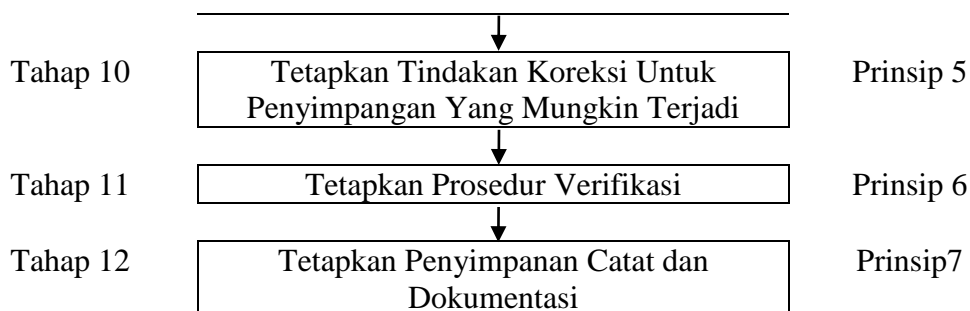 Tahap 10 Tetapkan Tindakan Koreksi Untuk Prinsip 5
Penyimpangan Yang Mungkin Terjadi
Tahap 11 Tetapkan Prosedur Verifikasi Prinsip 6
Tahap 12 Tetapkan Penyimpanan Catat dan Prinsip7
Dokumentasi